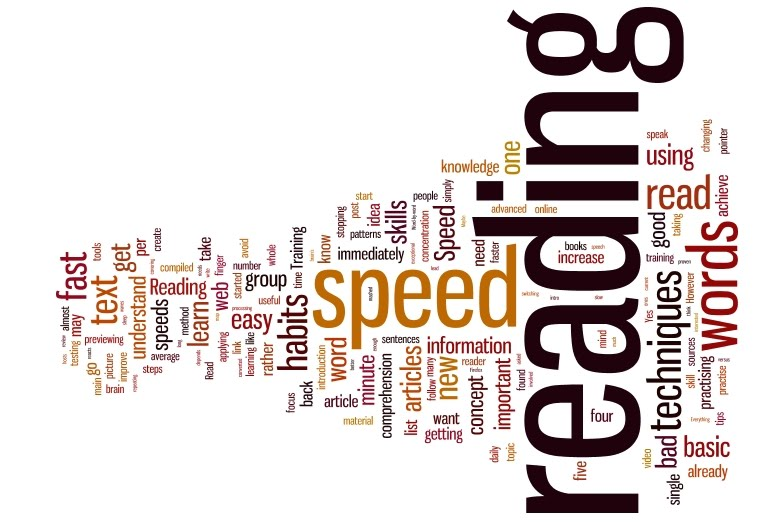 reading
speed
words
techniques
read
habits
text
fast
Speed
using
basic
bad
new
articles
information
important
concept
learn
easy
word
skills
get
understand
Reading
speeds
group
increase
immediately
one
knowledge
good
need
minute
comprehension
practising
already
achieve
single
five
four
speak
changing
pointer
taking
training
However
Yes
sources
skill
practise
tips
video
mind
books
speech
advanced
online
people
simply
concentration
faster
start
stopping
post
idea
patterns
know
Training
time
whole
avoid
number
started
useful
take
web
finger
compiled
create
per
tools
almost
may
testing
previewing
main
go
picture
brain
improve
steps
average
method
Read
applying
link
learning
like
rather
focus
back
introduction
article
material
sentences
list
follow
many
want
getting
reader
found
daily
topic
intro
slow